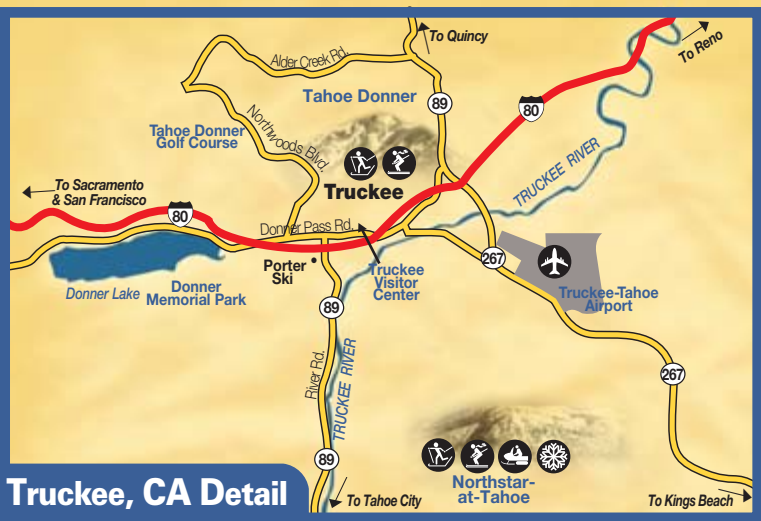 To Quincy
To Reno
Alder Creek Rd.
Tahoe Donner
89
80
Tahoe Donner
Golf Course
Northwoods Blvd.
TRUCKEE RIVER
Truckee
To Sacramento
& San Francisco
80
Donner Pass Rd.
267
Porter
Ski
Truckee
Visitor
Center
Donner Lake
Donner
Memorial Park
Truckee-Tahoe
Airport
89
River Rd.
TRUCKEE RIVER
267
89
Northstar-
at-Tahoe
Truckee, CA Detail
To Tahoe City
To Kings Beach